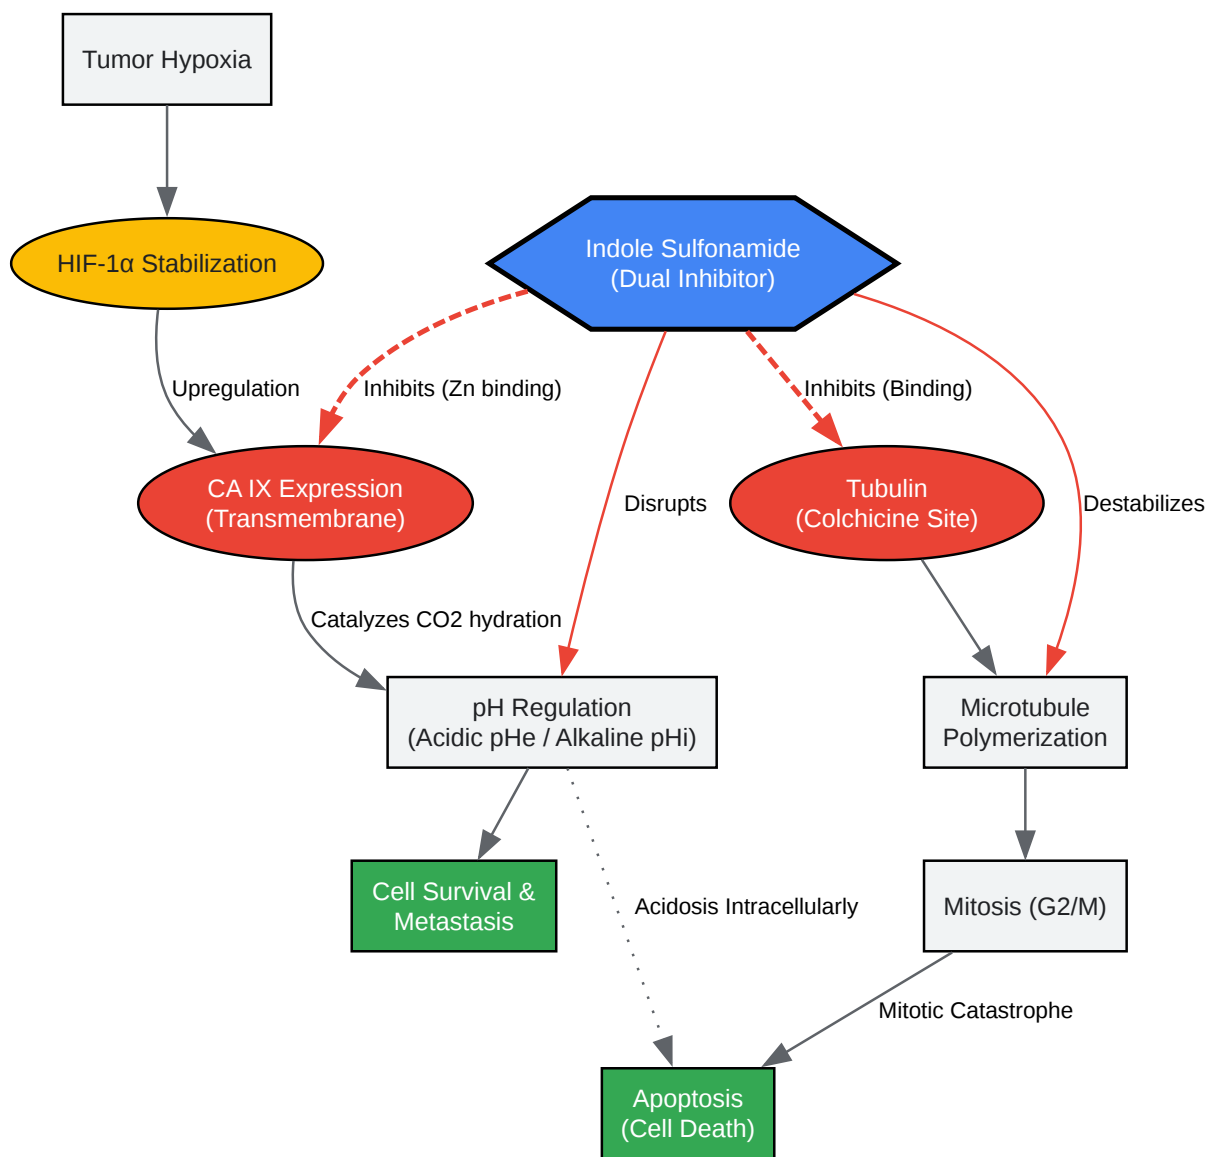 Tumor Hypoxia
HIF-1α Stabilization
Indole Sulfonamide
(Dual Inhibitor)
Upregulation
Inhibits (Zn binding)
Inhibits (Binding)
CA IX Expression
(Transmembrane)
Disrupts
Tubulin
(Colchicine Site)
Destabilizes
Catalyzes CO2 hydration
pH Regulation
(Acidic pHe / Alkaline pHi)
Microtubule
Polymerization
Cell Survival &
Metastasis
Acidosis Intracellularly
Mitosis (G2/M)
Mitotic Catastrophe
Apoptosis
(Cell Death)